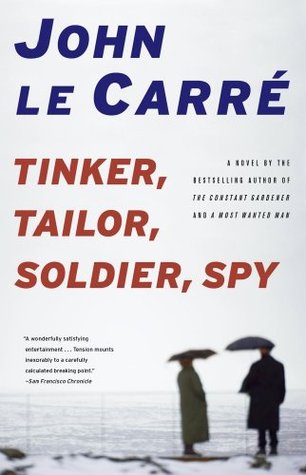 JOHN
LE CARRÉ
TINKER,
TAILOR,
SOLDIER, SPY
A NOVEL BY THE
BESTSELLING AUTHOR OF
THE CONSTANT GARDENER
AND A MOST WANTED MAN
"A wonderfully satisfying
entertainment . . . Tension mounts
inexorably to a carefully
calculated breaking point."
–San Francisco Chronicle